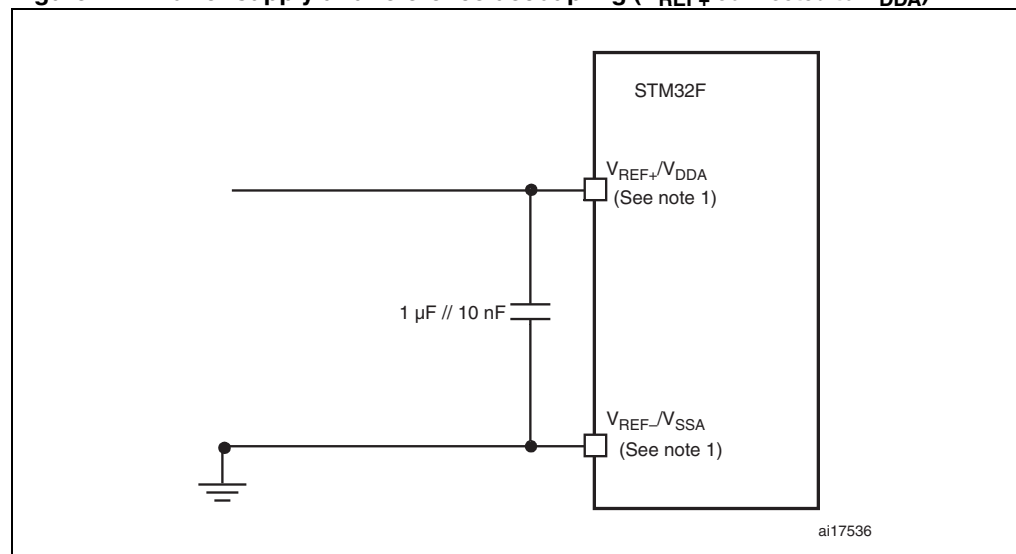 STM32F
VREF+/VDDA
(See note 1)
1 µF // 10 nF
VREF–/VSSA
(See note 1)
ai17536